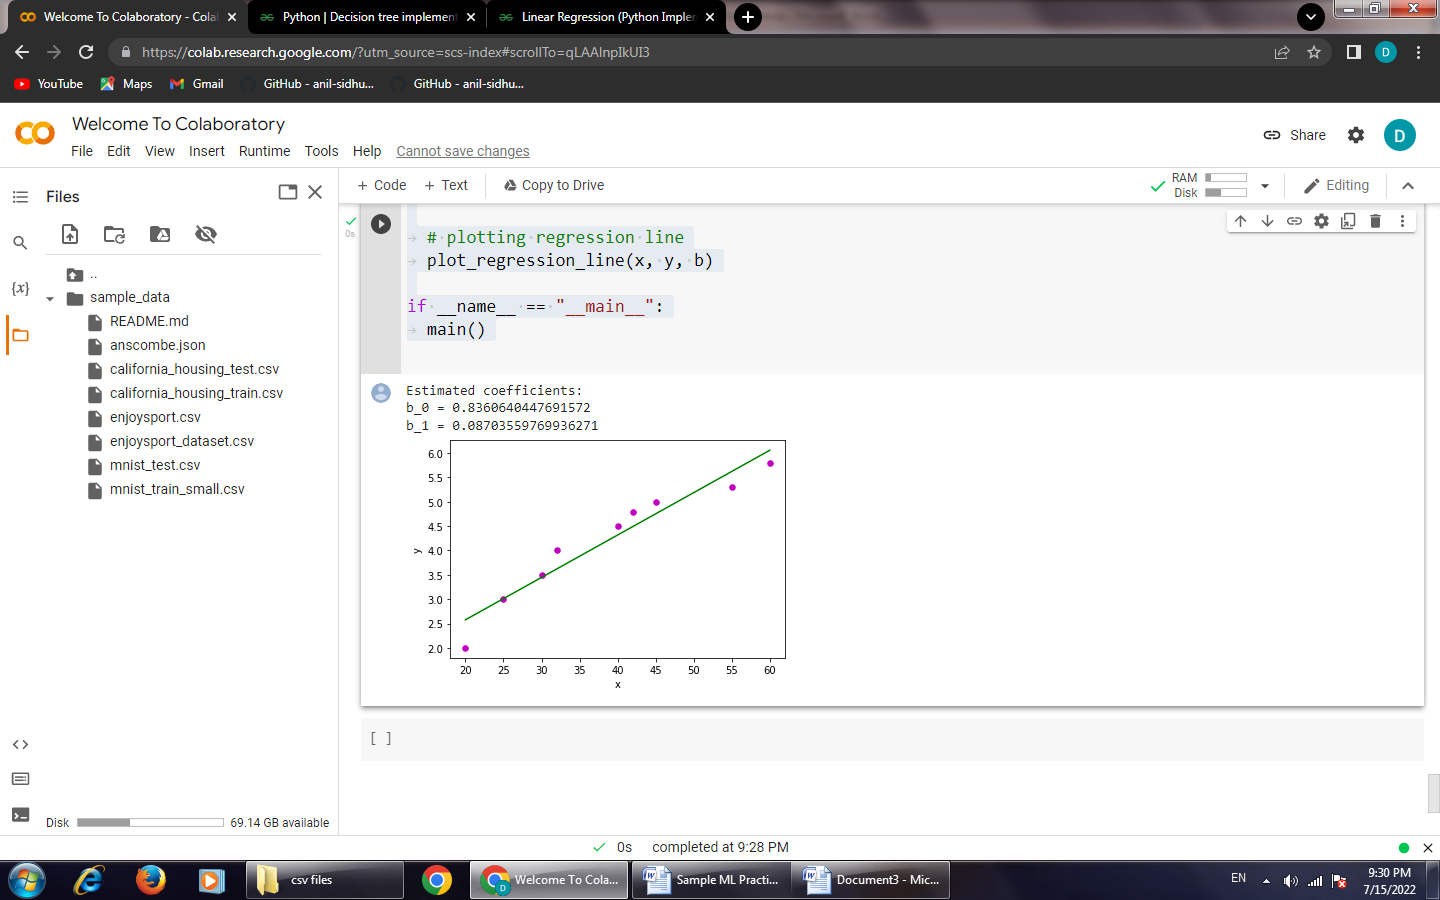 Welcome To Colaboratory - Cola
Python | Decision tree implemen
Linear Regression (Python Imple
https://colab.research.google.com/?utm_source=scs-index#scrollTo=qLAAlnpIkUI3
D
YouTube
Maps
Gmail
GitHub - anil-sidhu...
GitHub - anil-sidhu...
Welcome To Colaboratory
File Edit View Insert Runtime Tools Help Cannot save changes
Share
D
Files
+ Code + Text Copy to Drive
RAM
Disk
Editing
..
sample_data
README.md
anscombe.json
california_housing_test.csv
california_housing_train.csv
enjoysport.csv
enjoysport_dataset.csv
mnist_test.csv
mnist_train_small.csv
{x}
Disk
69.14 GB available
0s
# plotting regression line
plot_regression_line(x, y, b)
if __name__ == "__main__":
main()
Estimated coefficients:
b_0 = 0.8360640447691572
b_1 = 0.08703559769936271
6.0
5.5
5.0
4.5
4.0
3.5
3.0
2.5
2.0
y
20 25 30 35 40 45 50 55 60
x
[ ]
0s completed at 9:28 PM
csv files
D
Welcome To Cola...
Sample ML Practi...
Document3 - Mic...
EN
9:30 PM
7/15/2022